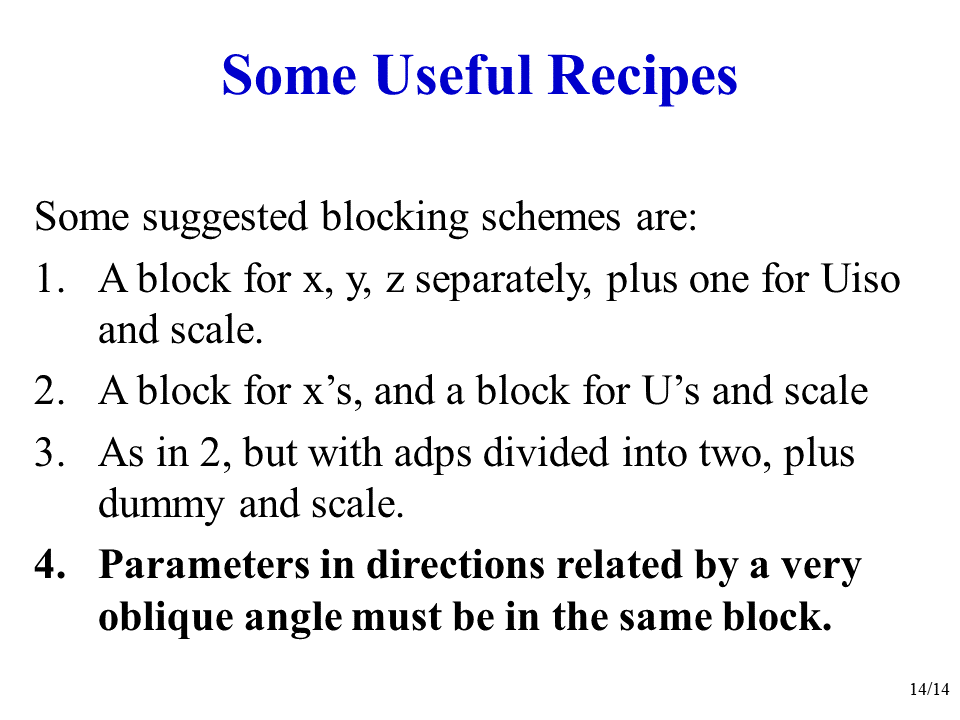 Some Useful Recipes
Some suggested blocking schemes are:
1. A block for x, y, z separately, plus one for Uiso
and scale.
2. A block for x’s, and a block for U’s and scale
3. As in 2, but with adps divided into two, plus
dummy and scale.
4. Parameters in directions related by a very
oblique angle must be in the same block.
14/14